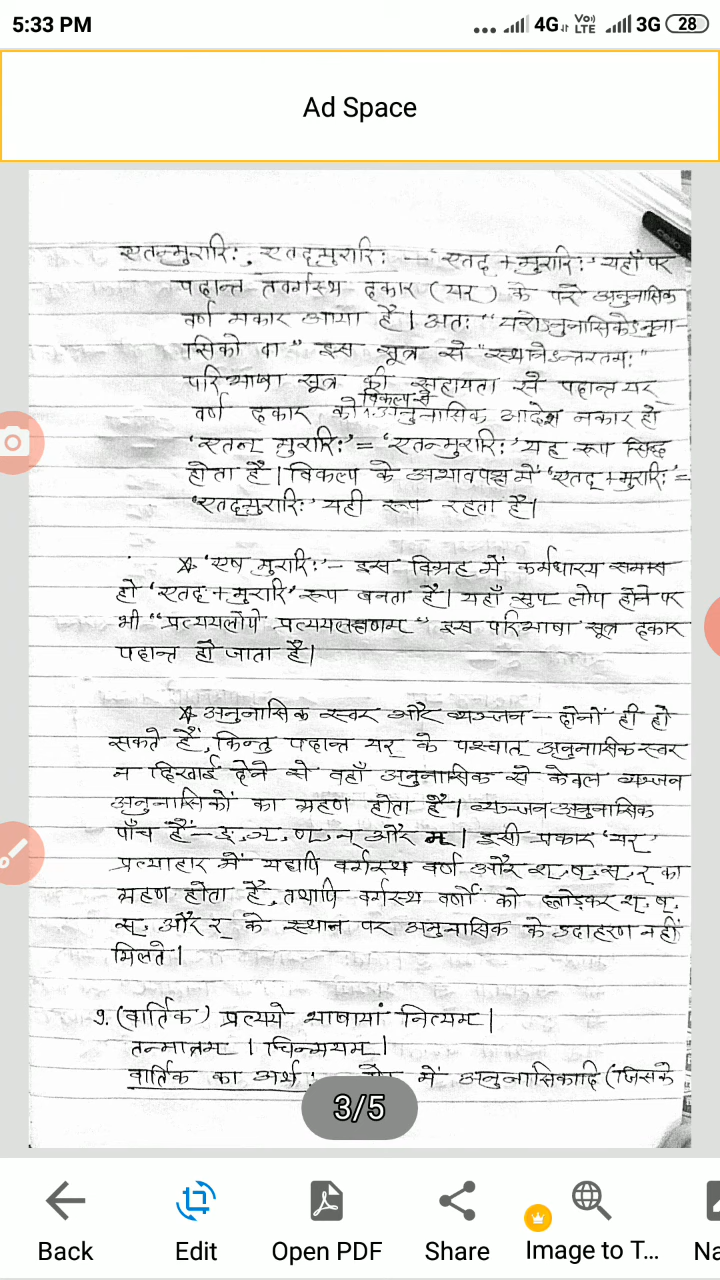 5:33 PM
4G VoLTE 3G 28
Ad Space
एतन्मुरारिः, एतद्मुरारिः - 'एतद् + मुरारिः' यहाँ पर
पदान्त तवर्गस्थ दकार (यर्) के परे अनुनासिक
वर्ण मकार आया है। अतः "यरोऽनुनासिकेऽनुना-
सिको वा" इस सूत्र से "स्थानेऽन्तरतमः"
परिभाषा सूत्र की सहायता से पदान्त यर्
विकल्प से
वर्ण दकार को अनुनासिक आदेश नकार हो
'एतन् मुरारिः' = 'एतन्मुरारिः' यह रूप सिद्ध
होता है। विकल्प के अभावपक्ष में 'एतद् + मुरारिः' =
'एतद्मुरारिः' यही रूप रहता है।
'एष मुरारिः' - इस विग्रह में कर्मधारय समास
हो 'एतद् + मुरारि' रूप बनता है। यहाँ सुप् लोप होने पर
भी "प्रत्ययलोपे प्रत्ययलक्षणम्" इस परिभाषा सूत्र दकार
पदान्त हो जाता है।
अनुनासिक स्वर और व्यञ्जन - दोनों ही हो
सकते हैं, किन्तु पदान्त यर् के पश्चात् अनुनासिक स्वर
न दिखाई देने से वहाँ अनुनासिक से केवल व्यञ्जन
अनुनासिकों का ग्रहण होता है। व्यञ्जन अनुनासिक
पाँच हैं - ङ्, ञ्, ण्, न् और म्। इसी प्रकार 'यर्'
प्रत्याहार में यद्यपि वर्गस्थ वर्ण और श्, ष्, स्, र् का
ग्रहण होता है, तथापि वर्गस्थ वर्णों को छोड़कर श्, ष्,
स्, और र् के स्थान पर अनुनासिक के उदाहरण नहीं
मिलते।
१. (वार्तिक) प्रत्यये भाषायां नित्यम्।
तन्मात्रम्। चिन्मयम्।
वार्तिक का अर्थ : में अनुनासिकादि (जिसके
3/5
Back Edit Open PDF Share Image to T... Na